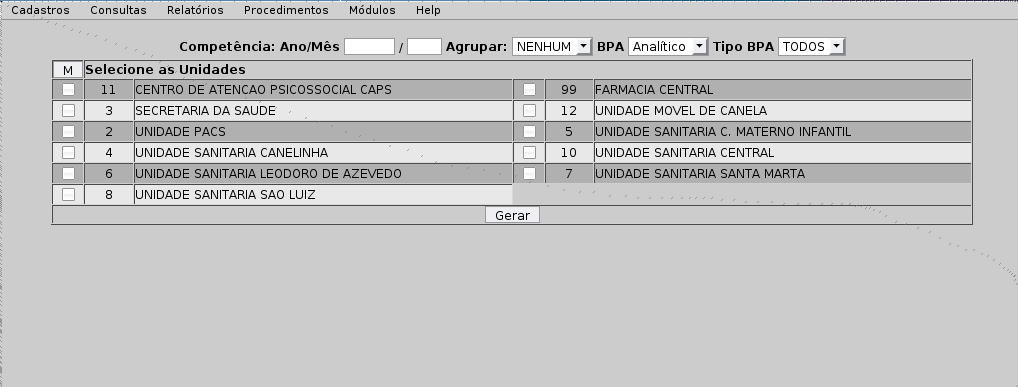 Cadastros Consultas Relatórios Procedimentos Módulos Help
Competência: Ano/Mês / Agrupar: NENHUM BPA Analítico Tipo BPA TODOS
M Selecione as Unidades
11 CENTRO DE ATENCAO PSICOSSOCIAL CAPS 99 FARMACIA CENTRAL
3 SECRETARIA DA SAUDE 12 UNIDADE MOVEL DE CANELA
2 UNIDADE PACS 5 UNIDADE SANITARIA C. MATERNO INFANTIL
4 UNIDADE SANITARIA CANELINHA 10 UNIDADE SANITARIA CENTRAL
6 UNIDADE SANITARIA LEODORO DE AZEVEDO 7 UNIDADE SANITARIA SANTA MARTA
8 UNIDADE SANITARIA SAO LUIZ
Gerar